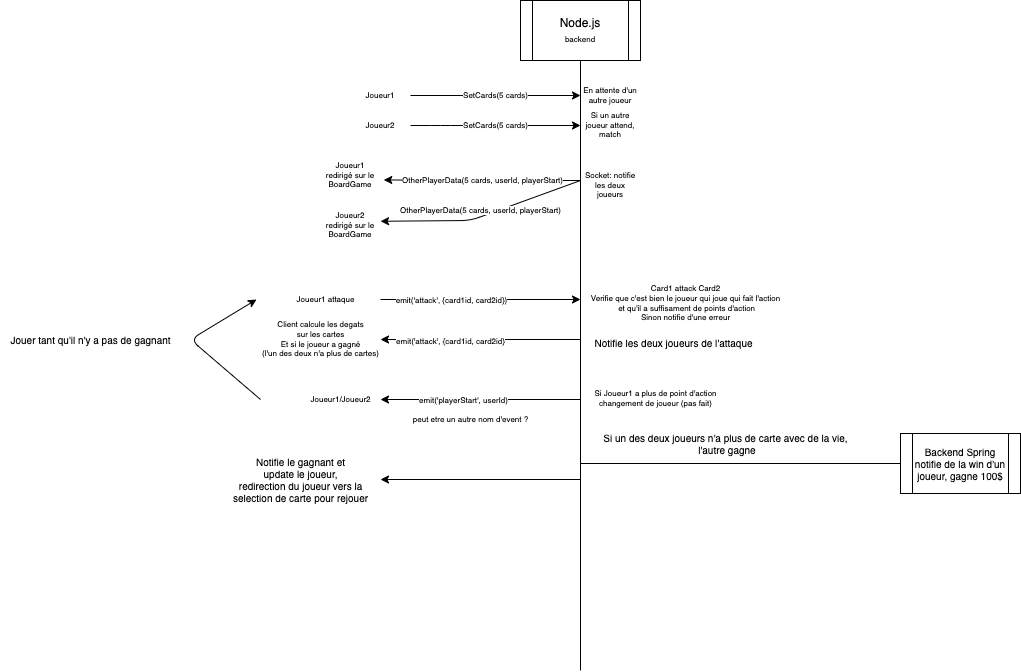 Node.js
backend
Joueur1
SetCards(5 cards)
En attente d'un
autre joueur
Joueur2
SetCards(5 cards)
Si un autre
joueur attend,
match
Joueur1
redirigé sur le
BoardGame
OtherPlayerData(5 cards, userId, playerStart)
Socket: notifie
les deux
joueurs
Joueur2
redirigé sur le
BoardGame
OtherPlayerData(5 cards, userId, playerStart)
Joueur1 attaque
emit('attack', {card1id, card2id})
Card1 attack Card2
Verifie que c'est bien le joueur qui joue qui fait l'action
et qu'il a suffisament de points d'action
Sinon notifie d'une erreur
Jouer tant qu'il n'y a pas de gagnant
Client calcule les degats
sur les cartes
Et si le joueur a gagné
(l'un des deux n'a plus de cartes)
emit('attack', {card1id, card2id}
Notifie les deux joueurs de l'attaque
Joueur1/Joueur2
emit('playerStart', userId)
Si Joueur1 a plus de point d'action
changement de joueur (pas fait)
peut etre un autre nom d'event ?
Si un des deux joueurs n'a plus de carte avec de la vie,
l'autre gagne
Backend Spring
notifie de la win d'un
joueur, gagne 100$
Notifie le gagnant et
update le joueur,
redirection du joueur vers la
selection de carte pour rejouer